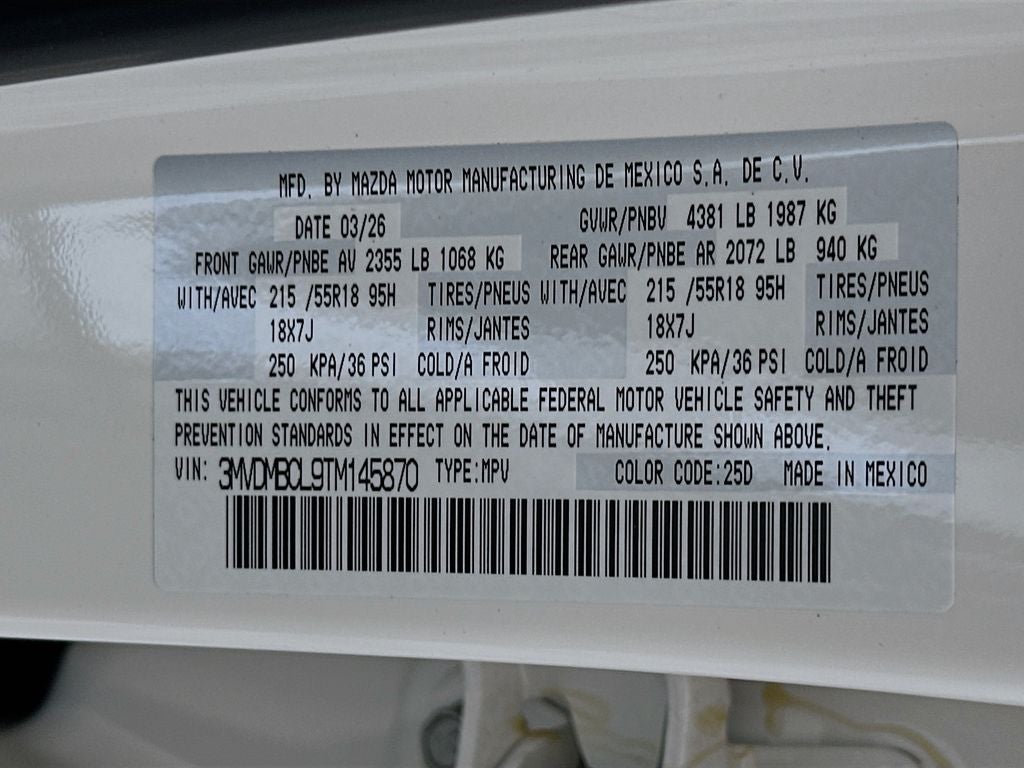 MFD. BY MAZDA MOTOR MANUFACTURING DE MEXICO S.A. DE C.V.
DATE 03/26 GVWR/PNBV 4381 LB 1987 KG
FRONT GAWR/PNBE AV 2355 LB 1068 KG REAR GAWR/PNBE AR 2072 LB 940 KG
WITH/AVEC 215 /55R18 95H TIRES/PNEUS WITH/AVEC 215 /55R18 95H TIRES/PNEUS
18X7J RIMS/JANTES 18X7J RIMS/JANTES
250 KPA/36 PSI COLD/A FROID 250 KPA/36 PSI COLD/A FROID
THIS VEHICLE CONFORMS TO ALL APPLICABLE FEDERAL MOTOR VEHICLE SAFETY AND THEFT
PREVENTION STANDARDS IN EFFECT ON THE DATE OF MANUFACTURE SHOWN ABOVE.
VIN: 3MVDMBCL9TM145870 TYPE:MPV COLOR CODE:25D MADE IN MEXICO